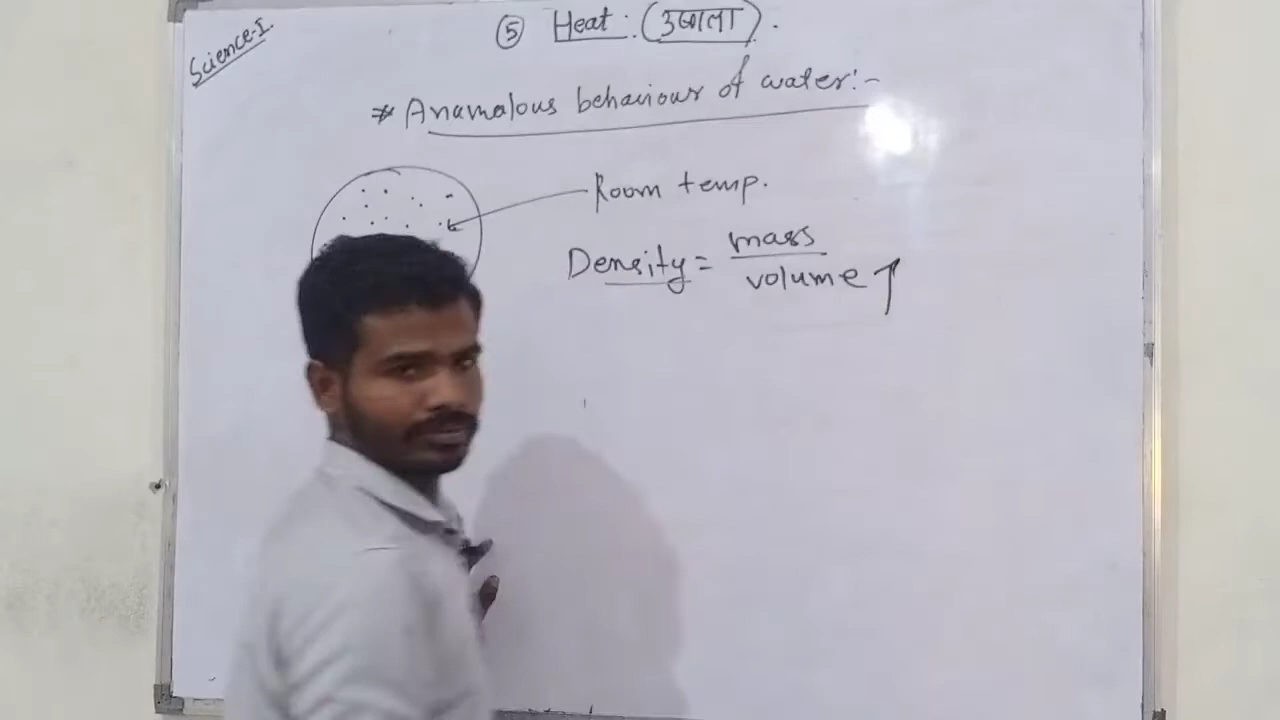 Science-I.
⑤ Heat : (उष्णता).
* Anamalous behaviour of water:-
Room temp.
Density = mass / volume ↑